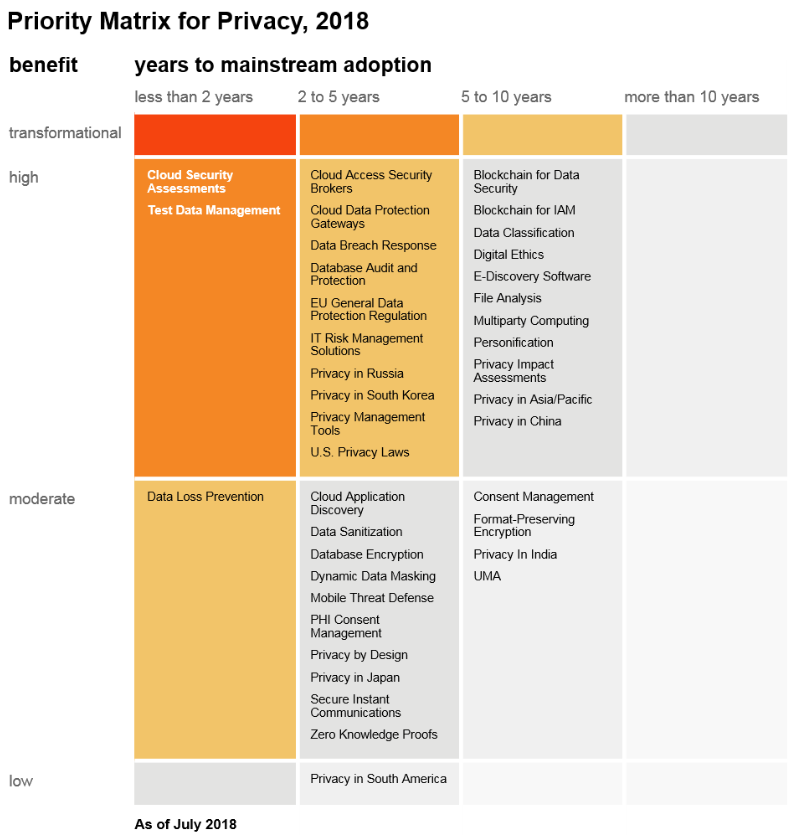 Priority Matrix for Privacy, 2018
benefit
years to mainstream adoption
less than 2 years
2 to 5 years
5 to 10 years
more than 10 years
transformational
high
Cloud Security
Assessments
Test Data Management
Cloud Access Security
Brokers
Cloud Data Protection
Gateways
Data Breach Response
Database Audit and
Protection
EU General Data
Protection Regulation
IT Risk Management
Solutions
Privacy in Russia
Privacy in South Korea
Privacy Management
Tools
U.S. Privacy Laws
Blockchain for Data
Security
Blockchain for IAM
Data Classification
Digital Ethics
E-Discovery Software
File Analysis
Multiparty Computing
Personification
Privacy Impact
Assessments
Privacy in Asia/Pacific
Privacy in China
moderate
Data Loss Prevention
Cloud Application
Discovery
Data Sanitization
Database Encryption
Dynamic Data Masking
Mobile Threat Defense
PHI Consent
Management
Privacy by Design
Privacy in Japan
Secure Instant
Communications
Zero Knowledge Proofs
Consent Management
Format-Preserving
Encryption
Privacy In India
UMA
low
Privacy in South America
As of July 2018